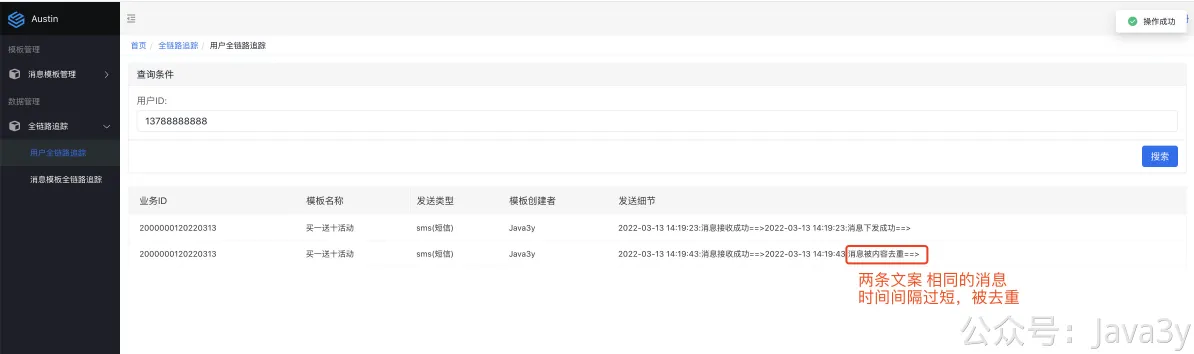 Austin
操作成功
模板管理
首页 / 全链路追踪 / 用户全链路追踪
消息模板管理
查询条件
数据管理
用户ID:
全链路追踪
13788888888
用户全链路追踪
搜索
消息模板全链路追踪
业务ID 模板名称 发送类型 模板创建者 发送细节
2000000120220313 买一送十活动 sms(短信) Java3y 2022-03-13 14:19:23:消息接收成功==>2022-03-13 14:19:23:消息下发成功==>
2000000120220313 买一送十活动 sms(短信) Java3y 2022-03-13 14:19:43:消息接收成功==>2022-03-13 14:19:43:消息被内容去重==>
两条文案 相同的消息
时间间隔过短，被去重
公众号：Java3y